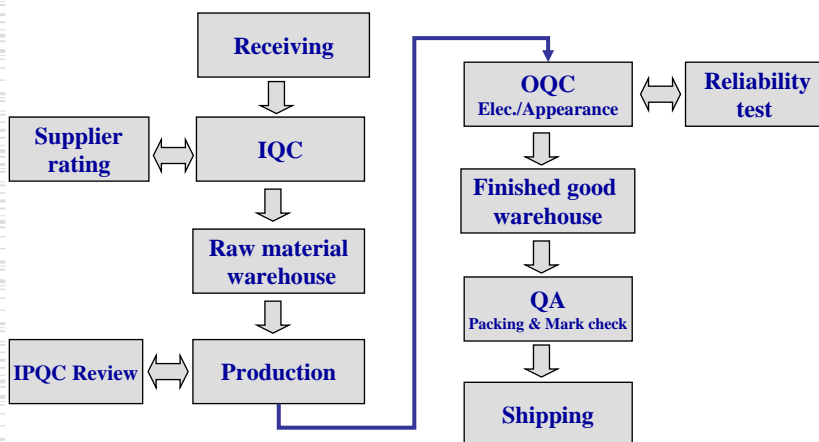 Receiving
Supplier
rating
IQC
Raw material
warehouse
IPQC Review
Production
OQC
Elec./Appearance
Reliability
test
Finished good
warehouse
QA
Packing & Mark check
Shipping